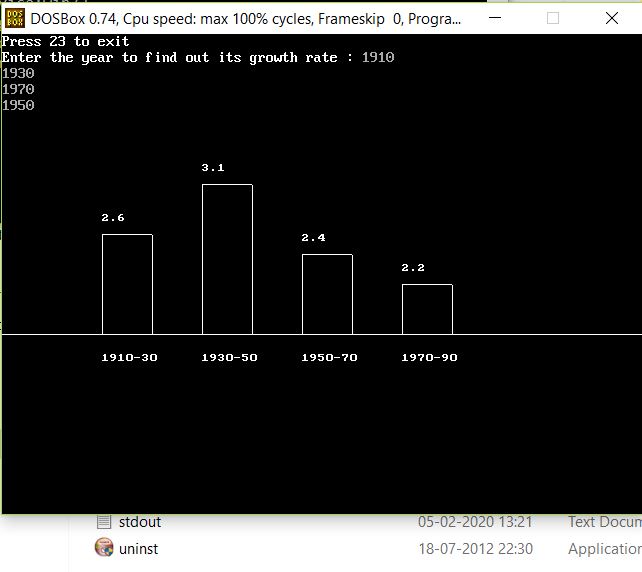 DOSBox 0.74, Cpu speed: max 100% cycles, Frameskip 0, Progra...
Press 23 to exit
Enter the year to find out its growth rate : 1910
1930
1970
1950
3.1
2.6
2.4
2.2
1910-30 1930-50 1950-70 1970-90
stdout 05-02-2020 13:21 Text Docum
uninst 18-07-2012 22:30 Application